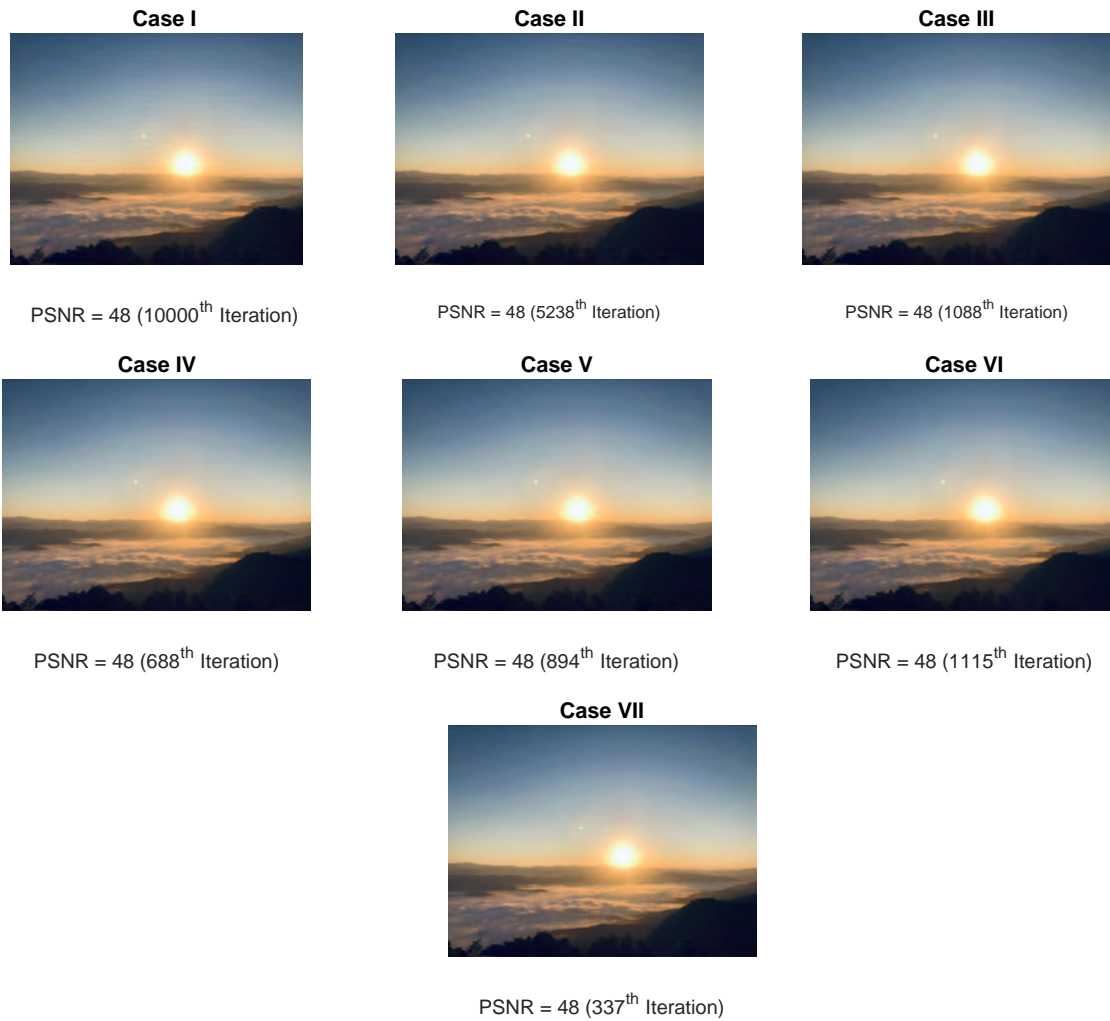 Case I
Case II
Case III
PSNR = 48 (10000th Iteration)
PSNR = 48 (5238th Iteration)
PSNR = 48 (1088th Iteration)
Case IV
Case V
Case VI
PSNR = 48 (688th Iteration)
PSNR = 48 (894th Iteration)
PSNR = 48 (1115th Iteration)
Case VII
PSNR = 48 (337th Iteration)